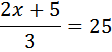 (2x + 5)/3 = 25